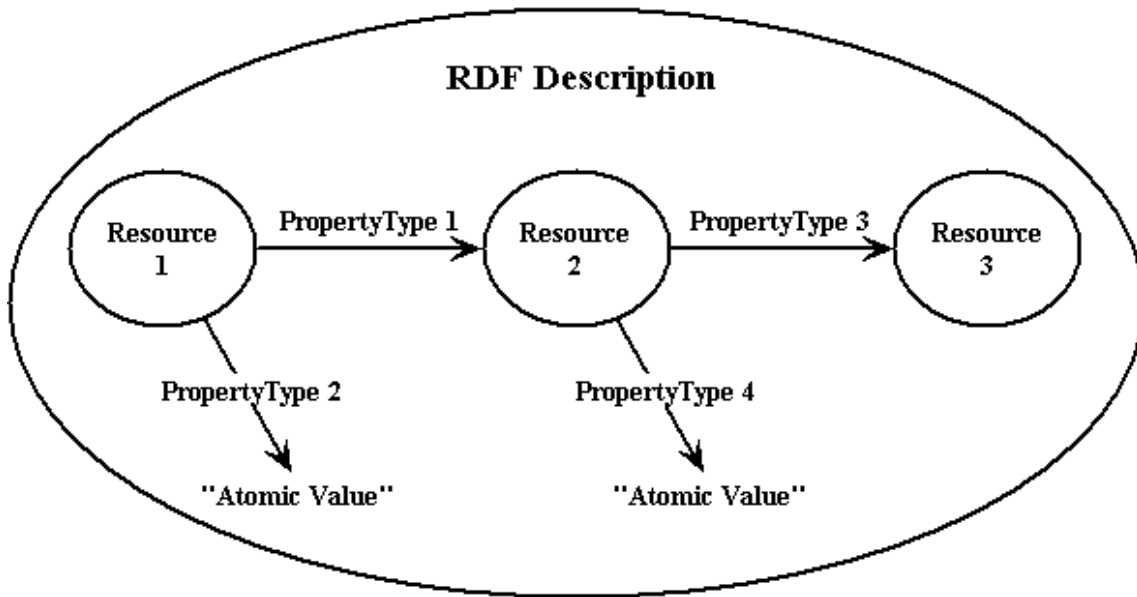 RDF Description
PropertyType 1
PropertyType 3
Resource
1
Resource
2
Resource
3
PropertyType 2
PropertyType 4
"Atomic Value"
"Atomic Value"